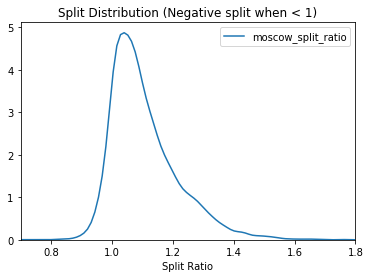 Split Distribution (Negative split when < 1)
moscow_split_ratio
5
4
3
2
1
0
0.8 1.0 1.2 1.4 1.6 1.8
Split Ratio